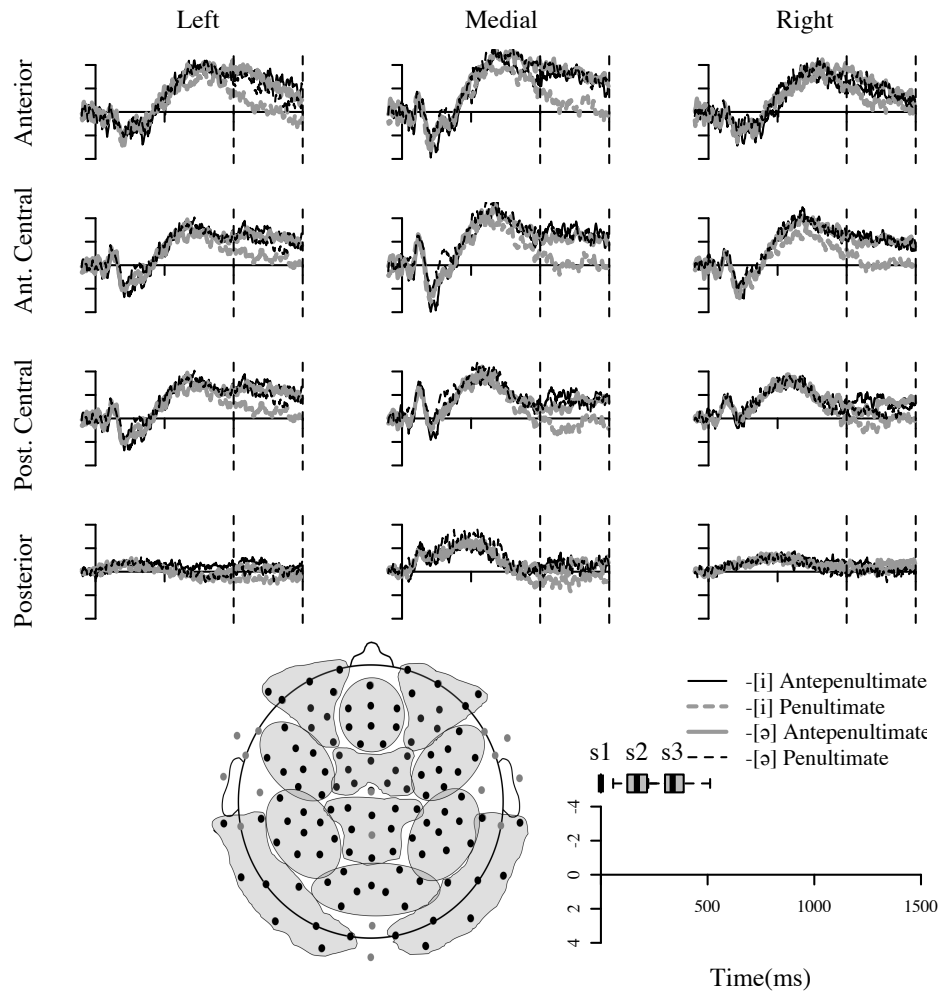 Left Medial Right
Anterior
Ant. Central
Post. Central
Posterior
-[i] Antepenultimate
-[i] Penultimate
-[ə] Antepenultimate
-[ə] Penultimate
s1 s2 s3
-4
-2
0
2
4
500 1000 1500
Time(ms)